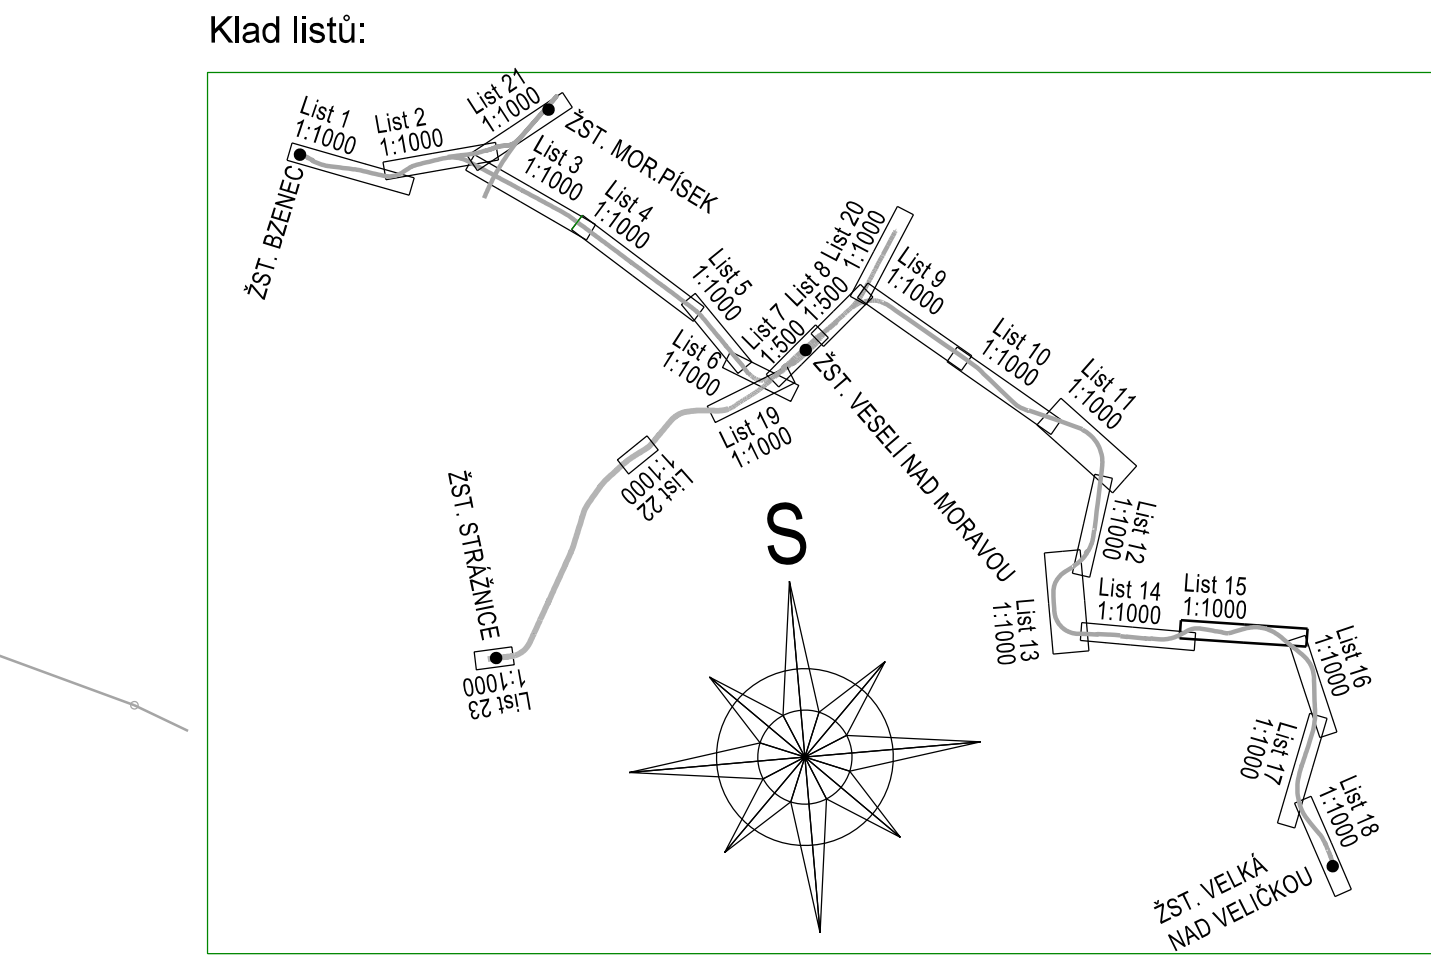 Klad listů:
List 1
1:1000
List 2
1:1000
List 21
1:1000
ŽST. MOR.PÍSEK
ŽST. BZENEC
List 3
1:1000
List 4
1:1000
List 5
1:1000
List 6
1:1000
List 7
1:500
List 8
1:500
List 20
1:1000
List 9
1:1000
List 10
1:1000
List 11
1:1000
List 19
1:1000
ŽST. VESELÍ NAD MORAVOU
List 22
1:1000
ŽST. STRÁŽNICE
List 23
1:1000
S
List 12
1:1000
List 13
1:1000
List 14
1:1000
List 15
1:1000
List 16
1:1000
List 17
1:1000
List 18
1:1000
ŽST. VELKÁ
NAD VELIČKOU